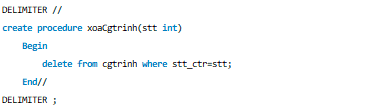 DELIMITER //
create procedure xoaCgtrinh(stt int)
Begin
delete from cgtrinh where stt_ctr=stt;
End//
DELIMITER ;